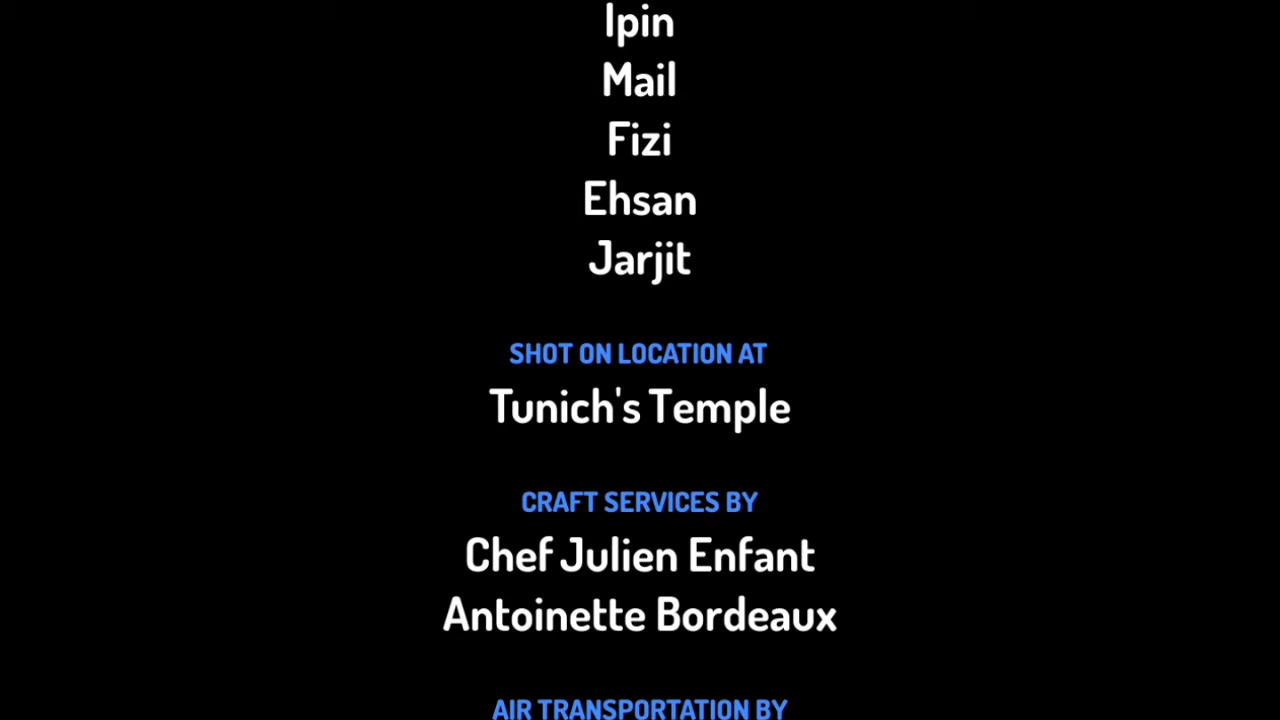 Ipin
Mail
Fizi
Ehsan
Jarjit
SHOT ON LOCATION AT
Tunich's Temple
CRAFT SERVICES BY
Chef Julien Enfant
Antoinette Bordeaux
AIR TRANSPORTATION BY